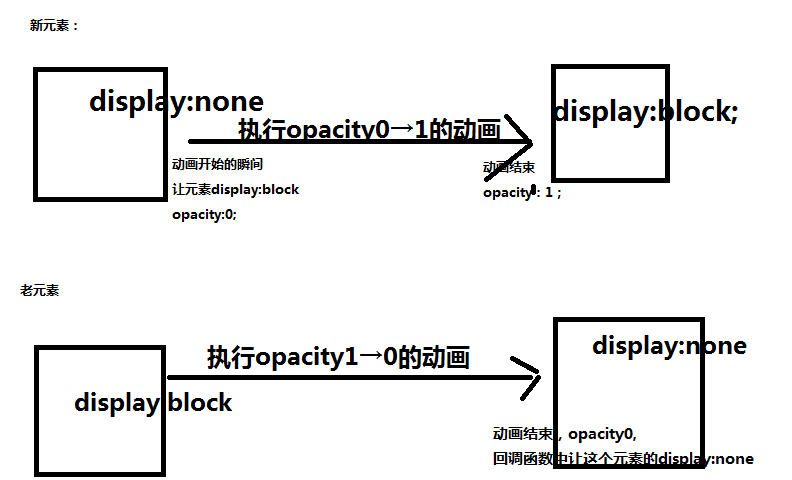 新元素：
display:none
执行opacity0→1的动画
display:block;
动画开始的瞬间
让元素display:block
opacity:0;
动画结束
opacity：1；
老元素
执行opacity1→0的动画
display:none
display:block
动画结束，opacity0,
回调函数中让这个元素的display:none